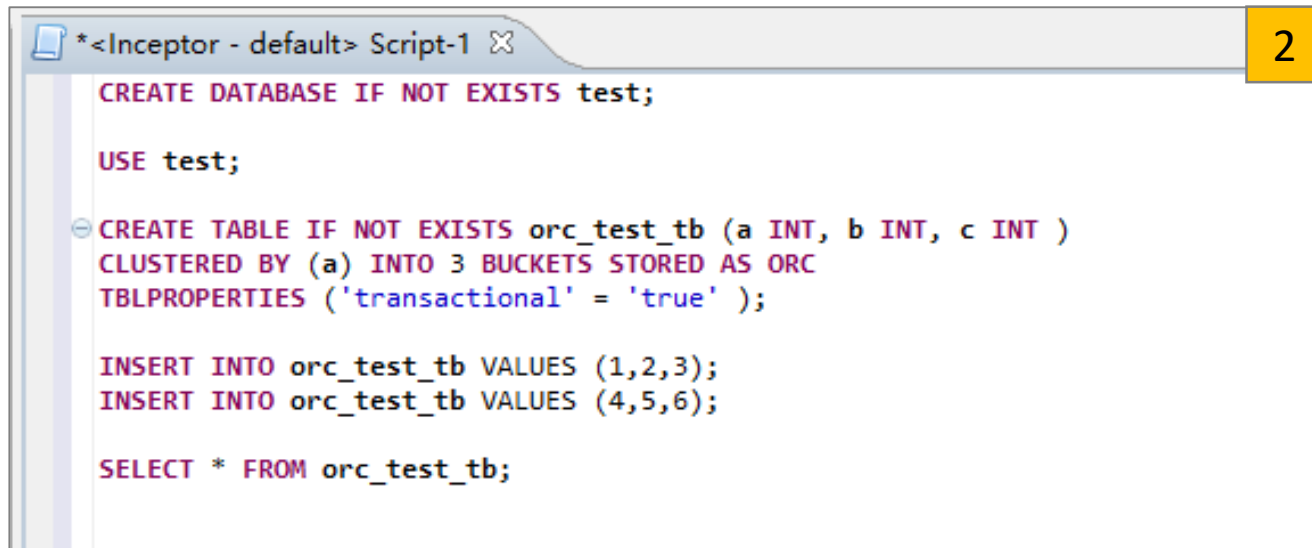 *<Inceptor - default> Script-1
2
CREATE DATABASE IF NOT EXISTS test;
USE test;
CREATE TABLE IF NOT EXISTS orc_test_tb (a INT, b INT, c INT )
CLUSTERED BY (a) INTO 3 BUCKETS STORED AS ORC
TBLPROPERTIES ('transactional' = 'true' );
INSERT INTO orc_test_tb VALUES (1,2,3);
INSERT INTO orc_test_tb VALUES (4,5,6);
SELECT * FROM orc_test_tb;